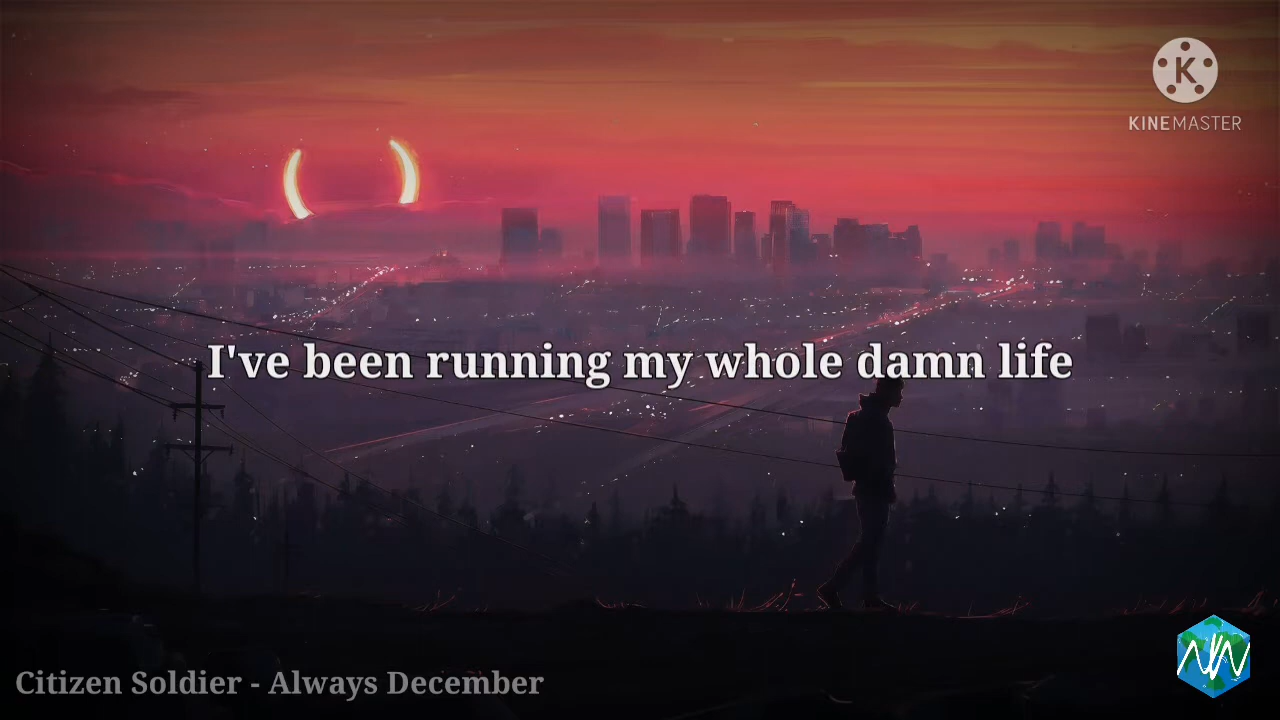 K
KINEMASTER
I've been running my whole damn life
Citizen Soldier - Always December